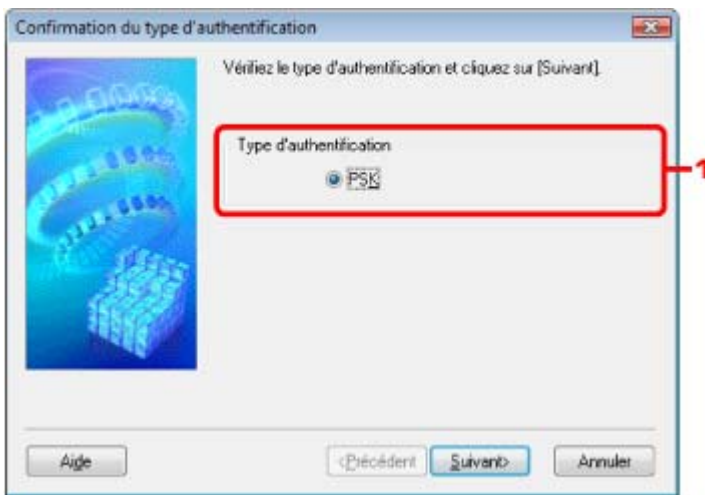 Confirmation du type d'authentification
Vérifiez le type d'authentification et cliquez sur [Suivant].
Type d'authentification
PSK
1
Aide
<Précédent
Suivant>
Annuler